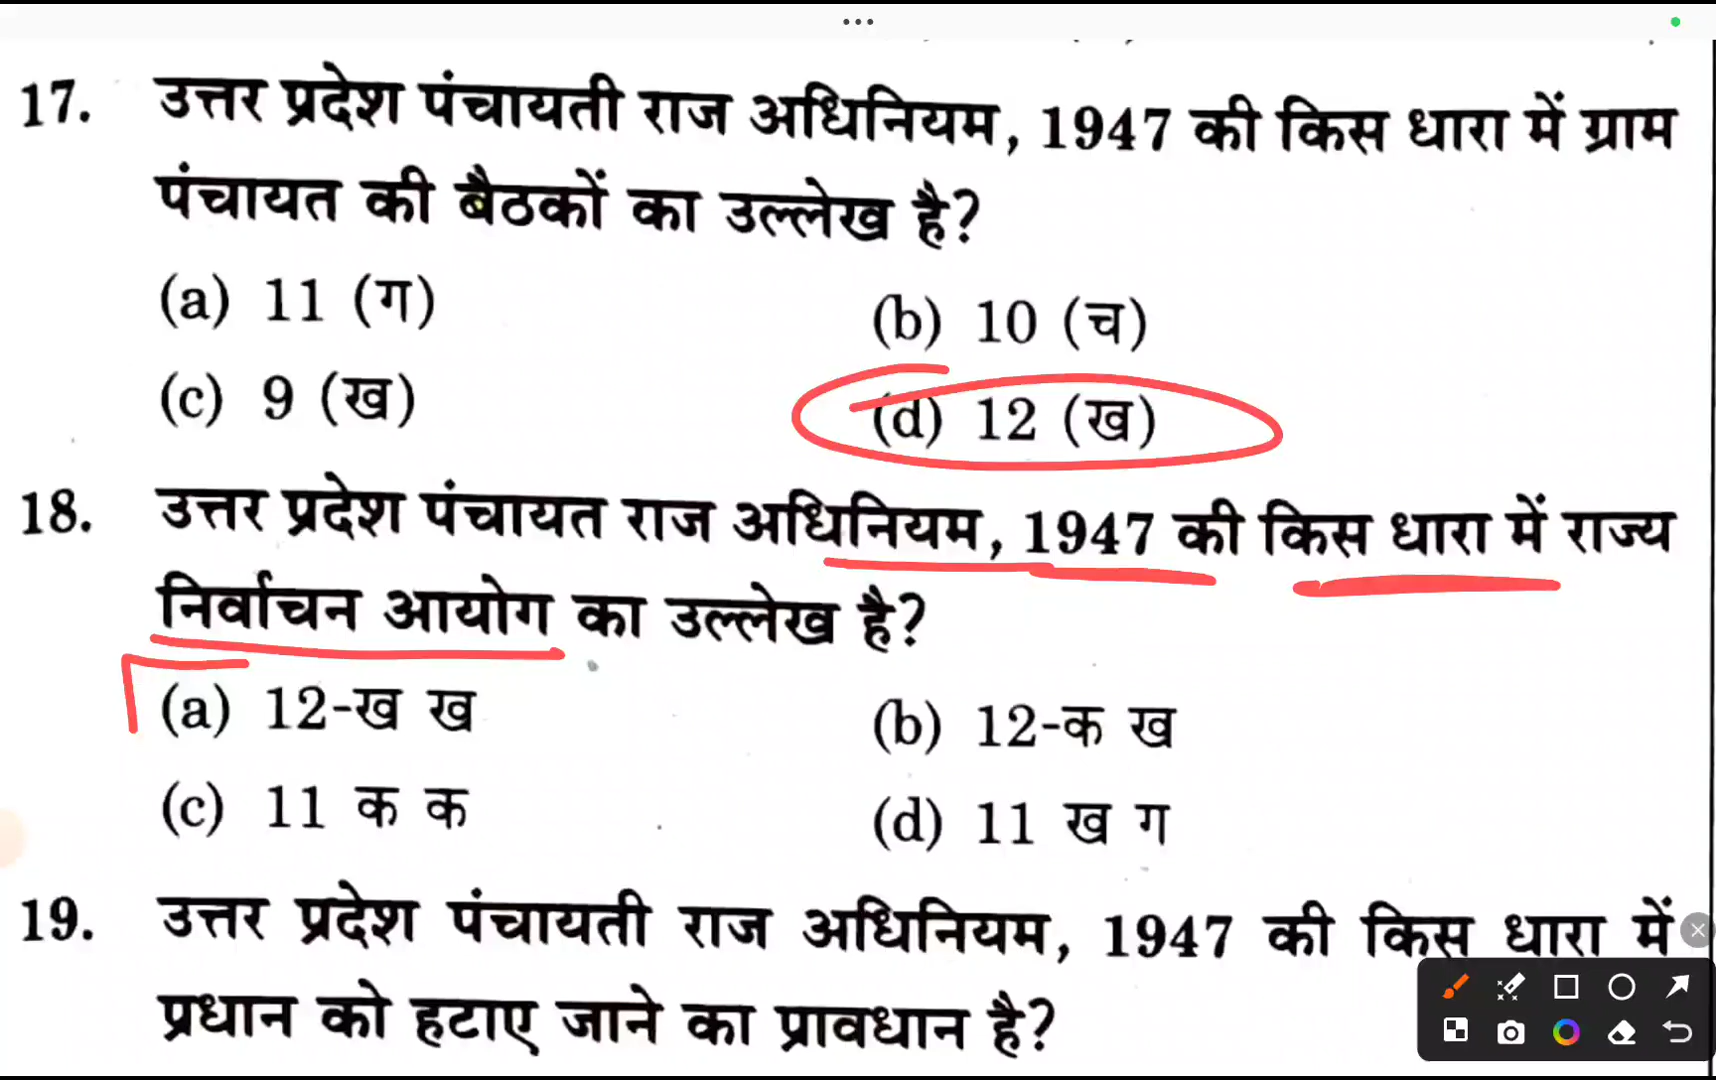 17. उत्तर प्रदेश पंचायती राज अधिनियम, 1947 की किस धारा में ग्राम
पंचायत की बैठकों का उल्लेख है?
(a) 11 (ग) (b) 10 (च)
(c) 9 (ख) (d) 12 (ख)
18. उत्तर प्रदेश पंचायत राज अधिनियम, 1947 की किस धारा में राज्य
निर्वाचन आयोग का उल्लेख है?
(a) 12-ख ख (b) 12-क ख
(c) 11 क क (d) 11 ख ग
19. उत्तर प्रदेश पंचायती राज अधिनियम, 1947 की किस धारा में
प्रधान को हटाए जाने का प्रावधान है?